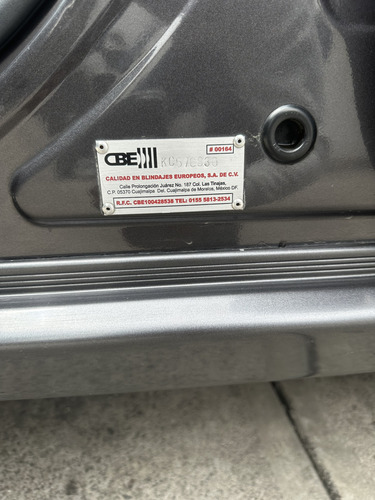 CBE
# 00164
CALIDAD EN BLINDAJES EUROPEOS, S.A. DE C.V.
Calle Prolongación Juárez No. 187 Col. Las Tinajas,
C.P. 05370 Cuajimalpa Del. Cuajimalpa de Morelos, México DF.
R.F.C. CBE100428538 TEL: 0155 5813-2534